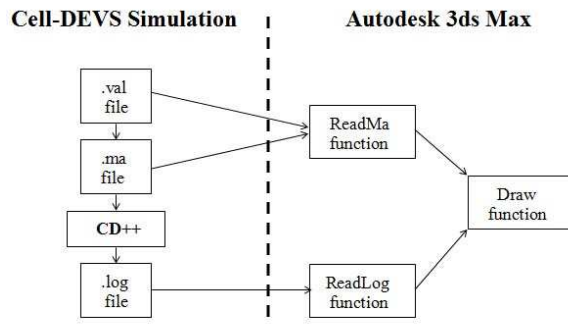 Cell-DEVS Simulation
Autodesk 3ds Max
.val
file
.ma
file
CD++
.log
file
ReadMa
function
ReadLog
function
Draw
function